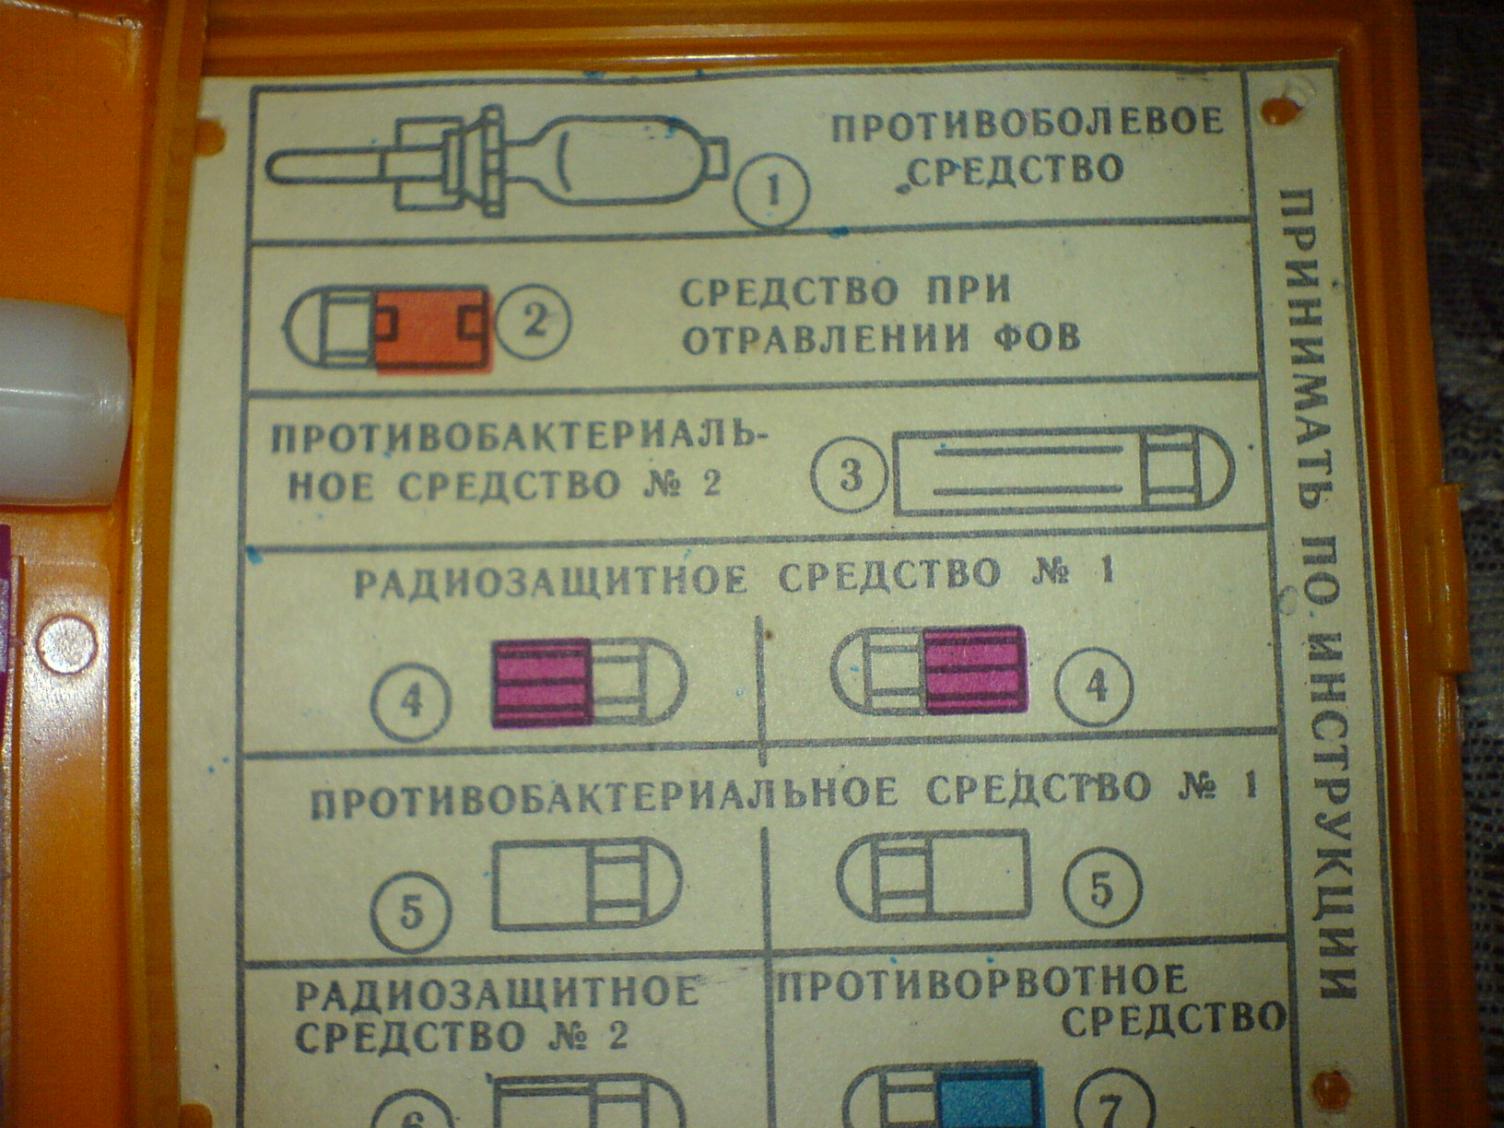 1
ПРОТИВОБОЛЕВОЕ
СРЕДСТВО
2
СРЕДСТВО ПРИ
ОТРАВЛЕНИИ ФОВ
ПРОТИВОБАКТЕРИАЛЬ-
НОЕ СРЕДСТВО № 2
3
РАДИОЗАЩИТНОЕ СРЕДСТВО № 1
4
4
ПРОТИВОБАКТЕРИАЛЬНОЕ СРЕДСТВО № 1
5
5
РАДИОЗАЩИТНОЕ
СРЕДСТВО № 2
6
ПРОТИВОРВОТНОЕ
СРЕДСТВО
7
ПРИНИМАТЬ ПО ИНСТРУКЦИИ